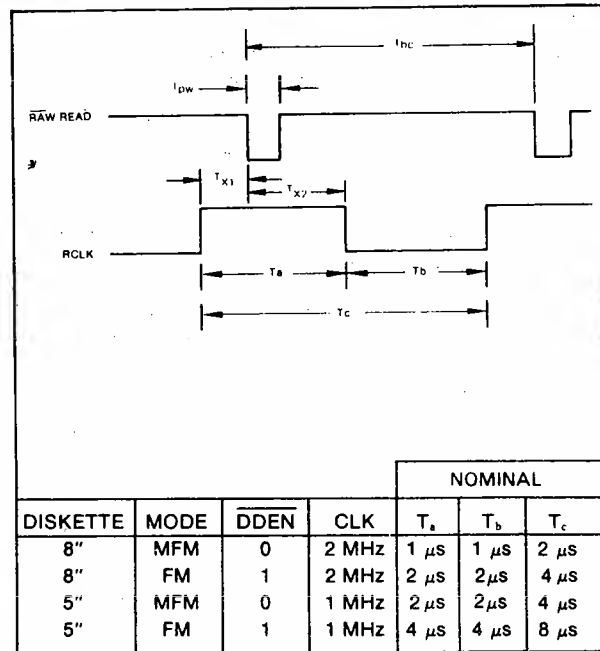 Tbc
Tpw
RAW READ
TX1
TX2
RCLK
Ta
Tb
Tc
NOMINAL
DISKETTE MODE DDEN CLK Ta Tb Tc
8" MFM 0 2 MHz 1 μs 1 μs 2 μs
8" FM 1 2 MHz 2 μs 2μs 4 μs
5" MFM 0 1 MHz 2 μs 2μs 4 μs
5" FM 1 1 MHz 4 μs 4 μs 8 μs